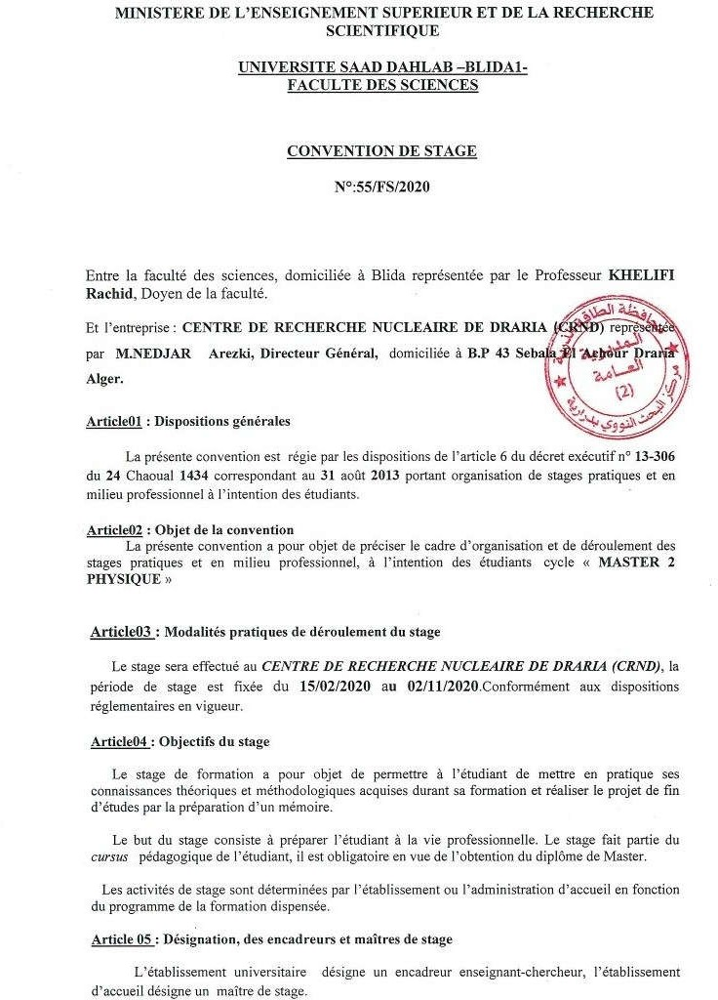 MINISTERE DE L'ENSEIGNEMENT SUPERIEUR ET DE LA RECHERCHE
SCIENTIFIQUE
UNIVERSITE SAAD DAHLAB –BLIDA1-
FACULTE DES SCIENCES
CONVENTION DE STAGE
N°:55/FS/2020
Entre la faculté des sciences, domiciliée à Blida représentée par le Professeur KHELIFI
Rachid, Doyen de la faculté.
Et l'entreprise : CENTRE DE RECHERCHE NUCLEAIRE DE DRARIA (CRND) représentée
par M.NEDJAR Arezki, Directeur Général, domiciliée à B.P 43 Sebala El Achour Draria
Alger.
محافظة الطاقة الذرية
المديرية
العامة
(2)
مركز البحث النووي بدرارية
Article01 : Dispositions générales
La présente convention est régie par les dispositions de l'article 6 du décret exécutif n° 13-306
du 24 Chaoual 1434 correspondant au 31 août 2013 portant organisation de stages pratiques et en
milieu professionnel à l'intention des étudiants.
Article02 : Objet de la convention
La présente convention a pour objet de préciser le cadre d'organisation et de déroulement des
stages pratiques et en milieu professionnel, à l'intention des étudiants cycle « MASTER 2
PHYSIQUE »
Article03 : Modalités pratiques de déroulement du stage
Le stage sera effectué au CENTRE DE RECHERCHE NUCLEAIRE DE DRARIA (CRND), la
période de stage est fixée du 15/02/2020 au 02/11/2020.Conformément aux dispositions
réglementaires en vigueur.
Article04 : Objectifs du stage
Le stage de formation a pour objet de permettre à l'étudiant de mettre en pratique ses
connaissances théoriques et méthodologiques acquises durant sa formation et réaliser le projet de fin
d'études par la préparation d'un mémoire.
Le but du stage consiste à préparer l'étudiant à la vie professionnelle. Le stage fait partie du
cursus pédagogique de l'étudiant, il est obligatoire en vue de l'obtention du diplôme de Master.
Les activités de stage sont déterminées par l'établissement ou l'administration d'accueil en fonction
du programme de la formation dispensée.
Article 05 : Désignation, des encadreurs et maîtres de stage
L'établissement universitaire désigne un encadreur enseignant-chercheur, l'établissement
d'accueil désigne un maître de stage.